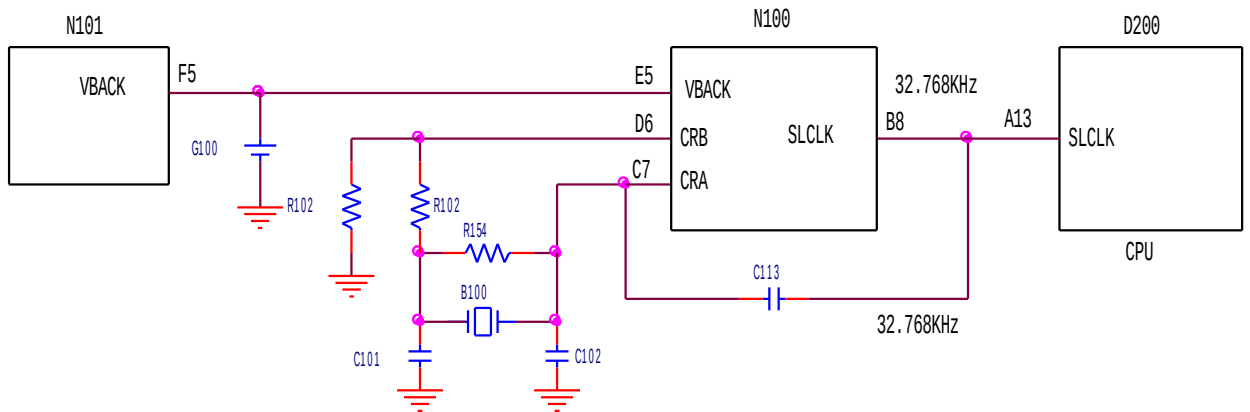 N101
N100
D200
VBACK
F5
E5
VBACK
32.768KHz
D6
CRB
SLCLK
B8
A13
SLCLK
G100
C7
CRA
R102
R102
R154
CPU
C113
B100
32.768KHz
C101
C102